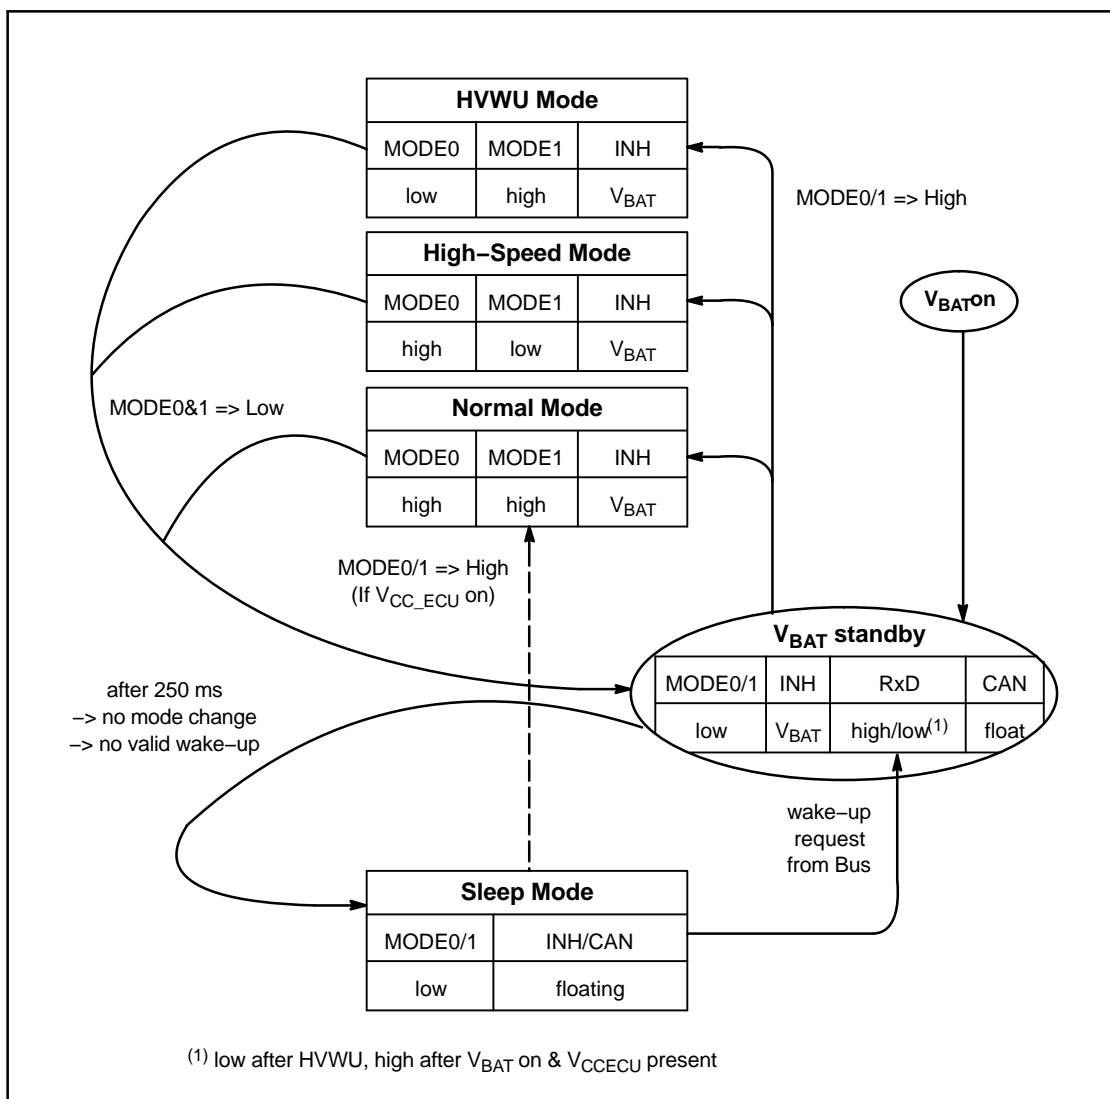 HVWU Mode
MODE0 MODE1 INH
low high VBAT
MODE0/1 => High
High−Speed Mode
MODE0 MODE1 INH
high low VBAT
VBATon
MODE0&1 => Low
Normal Mode
MODE0 MODE1 INH
high high VBAT
MODE0/1 => High
(If VCC_ECU on)
VBAT standby
MODE0/1 INH RxD CAN
low VBAT high/low(1) float
after 250 ms
−> no mode change
−> no valid wake−up
wake−up
request
from Bus
Sleep Mode
MODE0/1 INH/CAN
low floating
(1) low after HVWU, high after VBAT on & VCCECU present